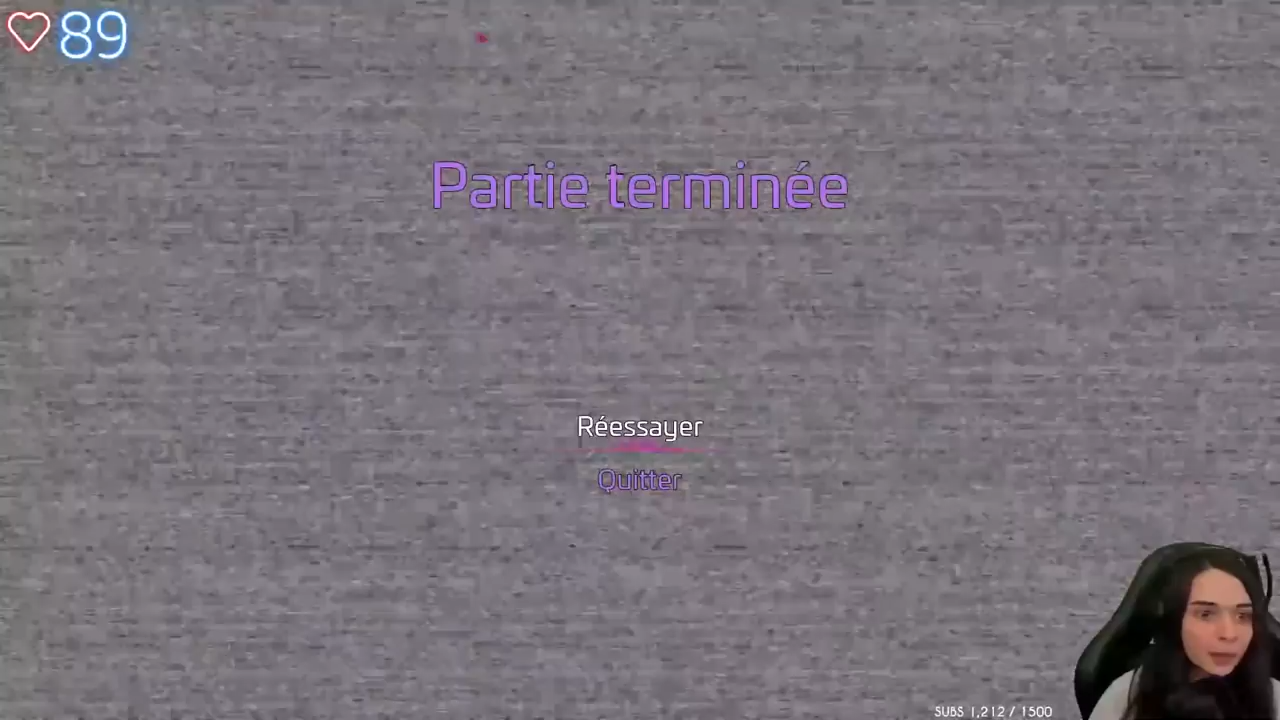 89
Partie terminée
Réessayer
Quitter
SUBS 1,212 / 1500